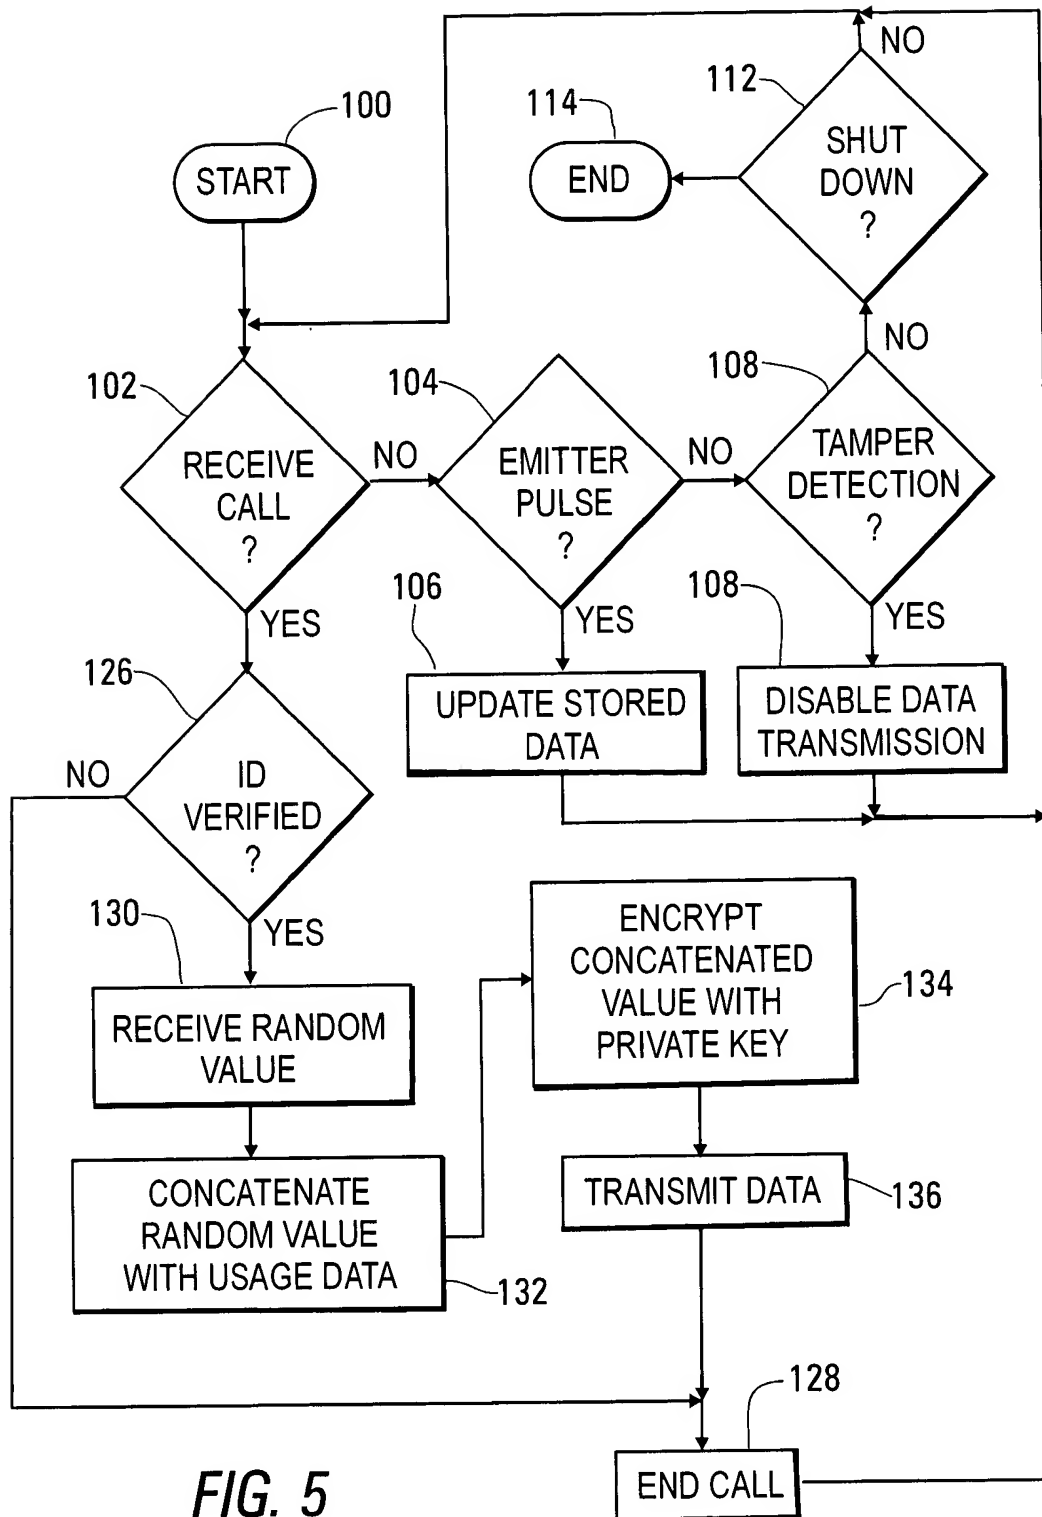 NO
112
100
114
SHUT
DOWN
?
START
END
NO
102
104
108
RECEIVE
CALL
?
NO
EMITTER
PULSE
?
NO
TAMPER
DETECTION
?
YES
106
YES
108
YES
126
UPDATE STORED
DATA
DISABLE DATA
TRANSMISSION
NO
ID
VERIFIED
?
130
YES
ENCRYPT
CONCATENATED
VALUE WITH
PRIVATE KEY
134
RECEIVE RANDOM
VALUE
CONCATENATE
RANDOM VALUE
WITH USAGE DATA
132
TRANSMIT DATA
136
128
END CALL
FIG. 5